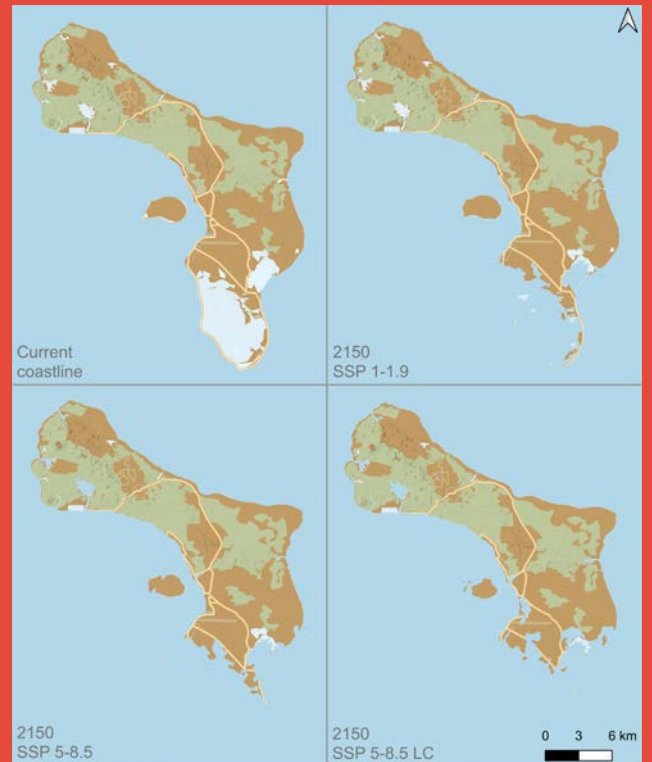 Current
coastline
2150
SSP 1-1.9
2150
SSP 5-8.5
2150
SSP 5-8.5 LC
0 3 6 km